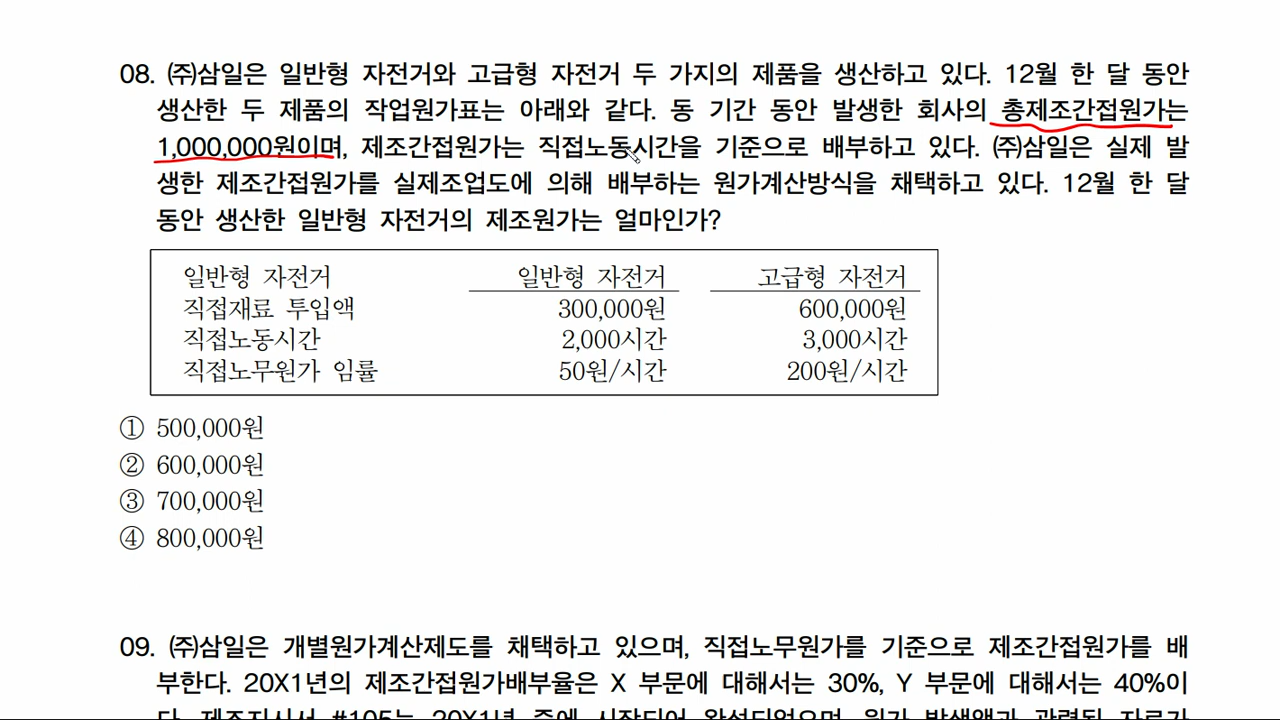 08. ㈜삼일은 일반형 자전거와 고급형 자전거 두 가지의 제품을 생산하고 있다. 12월 한 달 동안
생산한 두 제품의 작업원가표는 아래와 같다. 동 기간 동안 발생한 회사의 총제조간접원가는
1,000,000원이며, 제조간접원가는 직접노동시간을 기준으로 배부하고 있다. ㈜삼일은 실제 발
생한 제조간접원가를 실제조업도에 의해 배부하는 원가계산방식을 채택하고 있다. 12월 한 달
동안 생산한 일반형 자전거의 제조원가는 얼마인가?
일반형 자전거 일반형 자전거 고급형 자전거
직접재료 투입액 300,000원 600,000원
직접노동시간 2,000시간 3,000시간
직접노무원가 임률 50원/시간 200원/시간
① 500,000원
② 600,000원
③ 700,000원
④ 800,000원
09. ㈜삼일은 개별원가계산제도를 채택하고 있으며, 직접노무원가를 기준으로 제조간접원가를 배
부한다. 20X1년의 제조간접원가배부율은 X 부문에 대해서는 30%, Y 부문에 대해서는 40%이